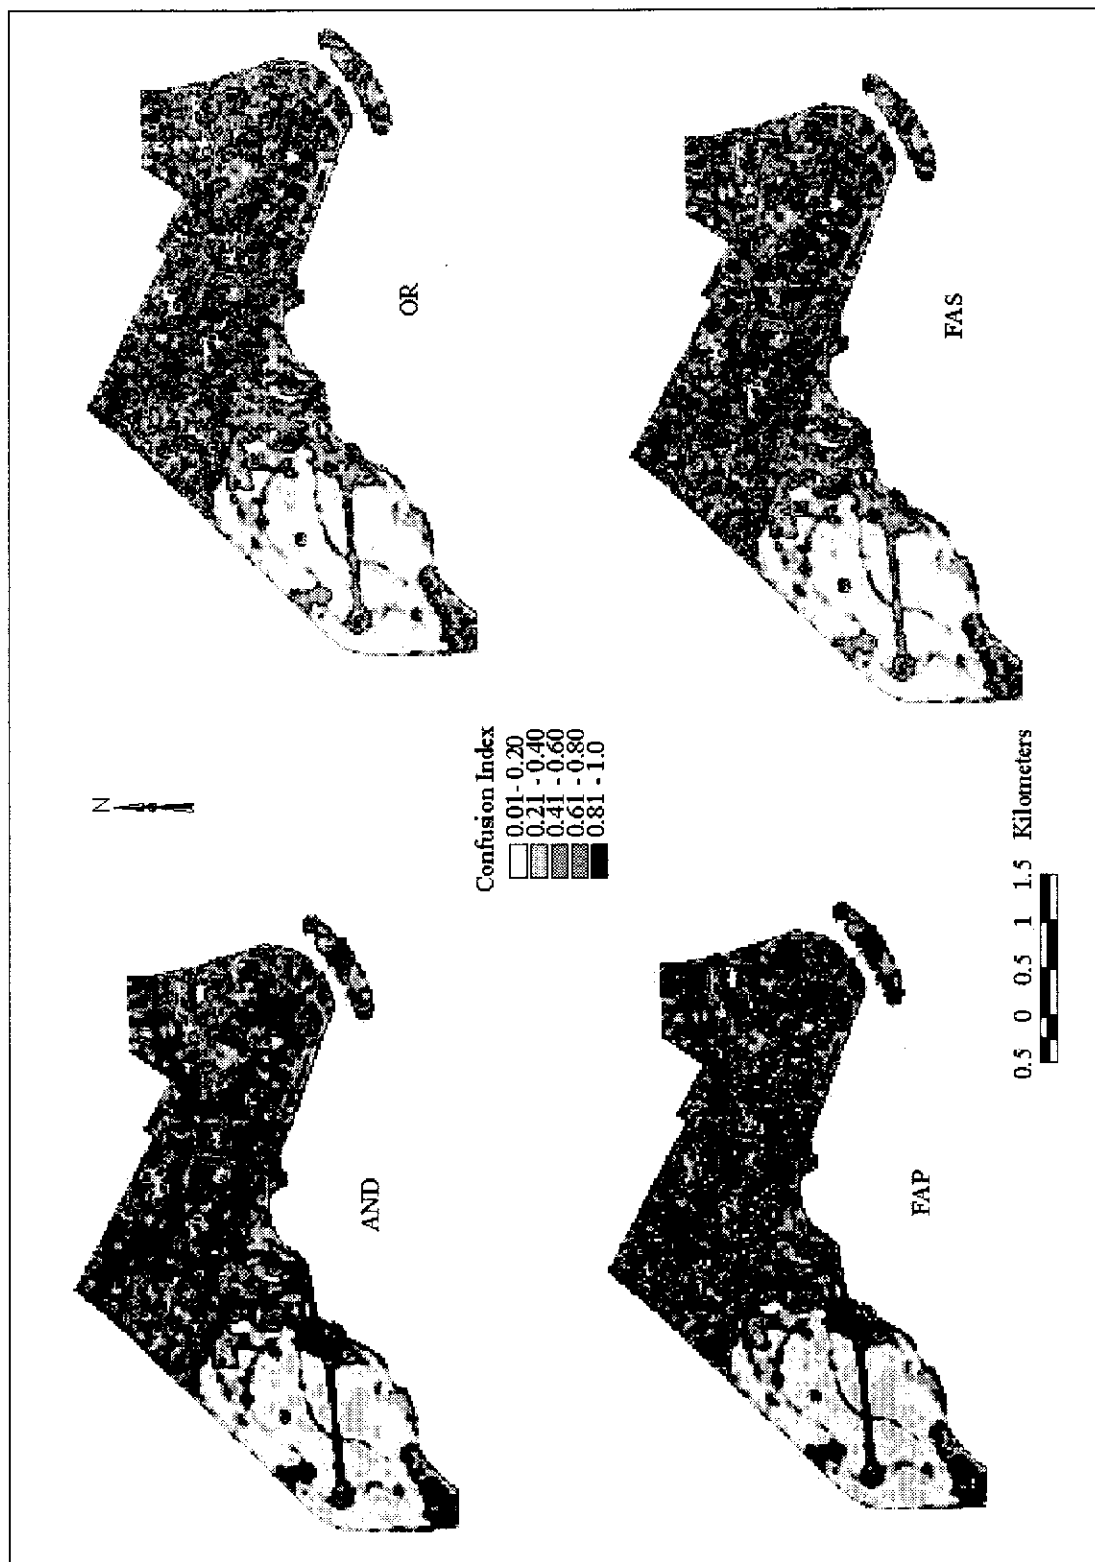 N
AND
OR
Confusion Index
0.01 - 0.20
0.21 - 0.40
0.41 - 0.60
0.61 - 0.80
0.81 - 1.0
FAP
FAS
0.5 0 0.5 1 1.5 Kilometers